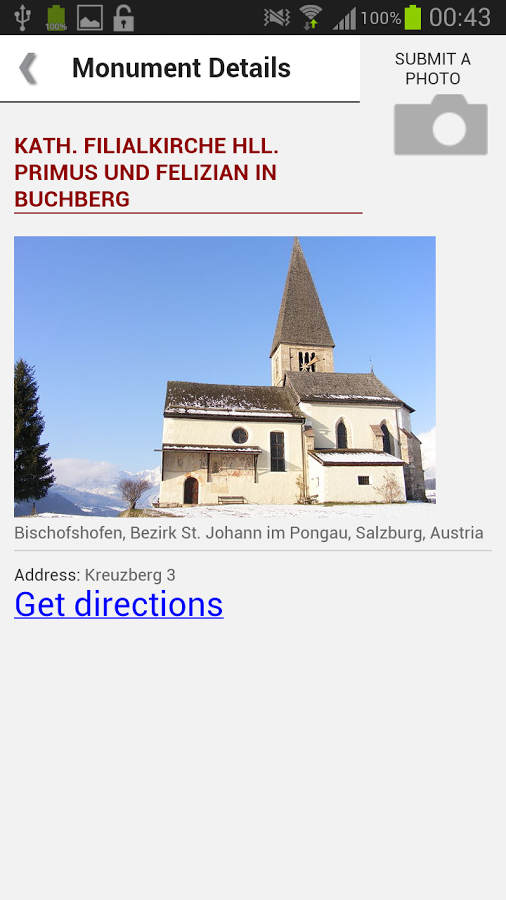 100%
100%
00:43
Monument Details
SUBMIT A
PHOTO
KATH. FILIALKIRCHE HLL.
PRIMUS UND FELIZIAN IN
BUCHBERG
Bischofshofen, Bezirk St. Johann im Pongau, Salzburg, Austria
Address: Kreuzberg 3
Get directions